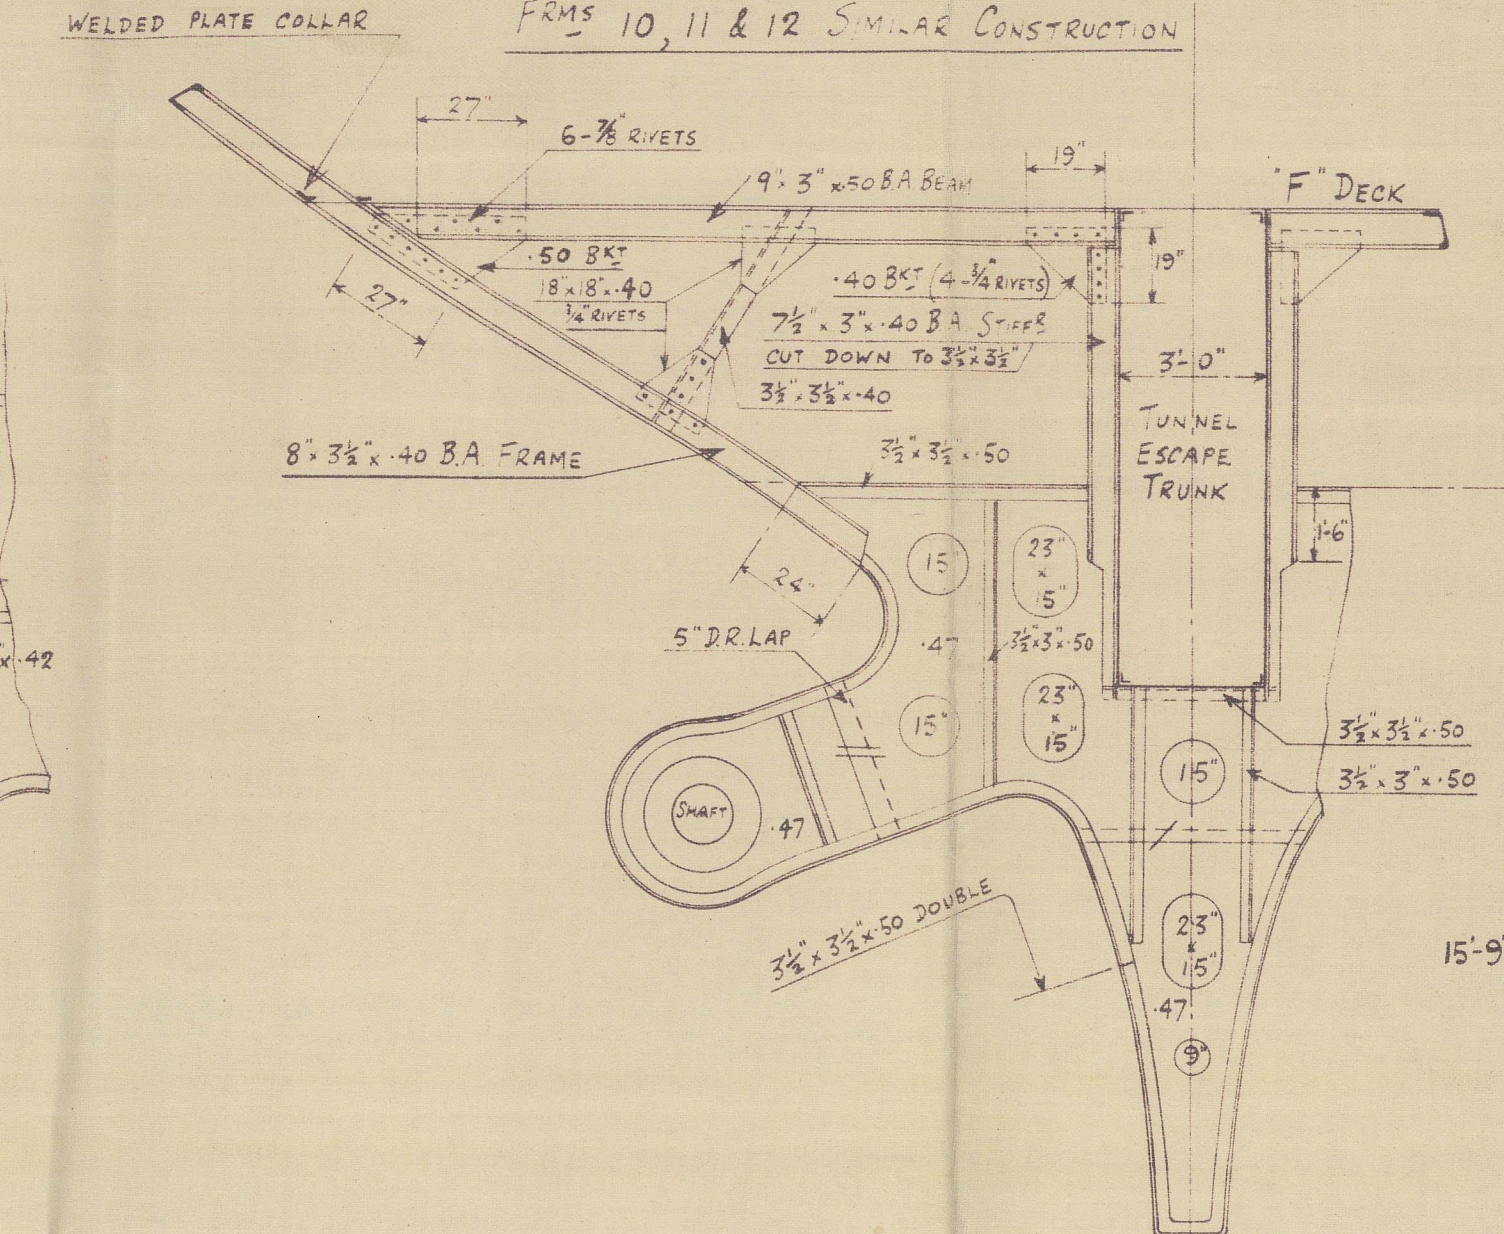 WELDED PLATE COLLAR
FRMS 10, 11 & 12 SIMILAR CONSTRUCTION
27"
6-7/8" RIVETS
9" x 3" x .50 B.A. BEAM
19"
"F" DECK
.50 BKT
18" x 18" x .40
3/4" RIVETS
27"
.40 BKT (4-3/4" RIVETS)
19"
7 1/2" x 3" x .40 B.A. STIFFR
CUT DOWN TO 3 1/2" x 3 1/2"
3 1/2" x 3 1/2" x .40
3'-0"
TUNNEL
ESCAPE
TRUNK
8" x 3 1/2" x .40 B.A. FRAME
3 1/2" x 3 1/2" x .50
1'-6"
15"
23"
x
15"
24"
5" D.R. LAP
.47
3 1/2" x 3" x .50
x .42
15"
23"
x
15"
3 1/2" x 3 1/2" x .50
15"
3 1/2" x 3" x .50
SHAFT
.47
3 1/2" x 3 1/2" x .50 DOUBLE
23"
x
15"
15'-9"
.47
9"